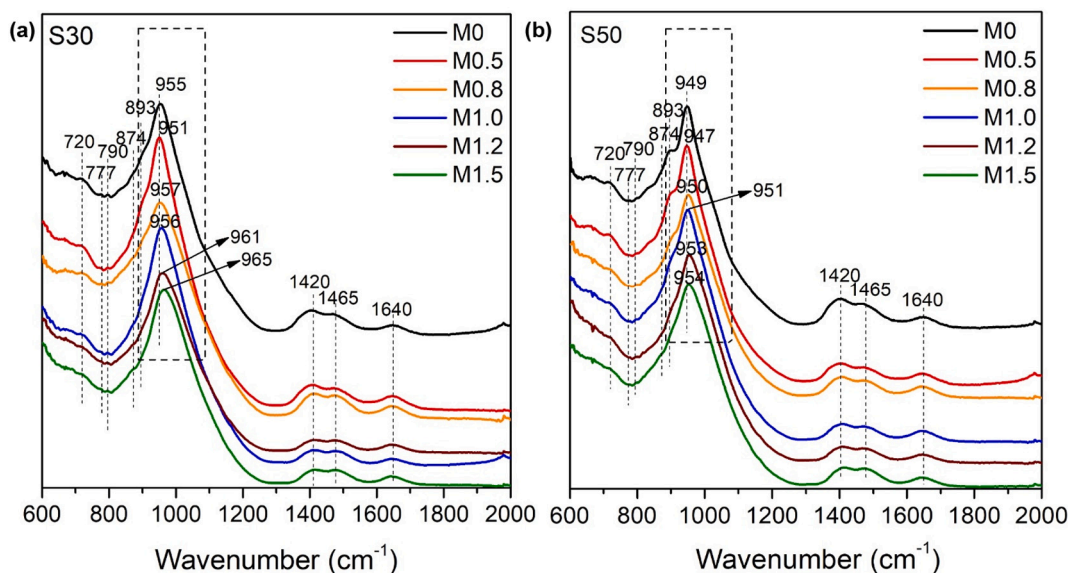 (a) S30
M0
M0.5
M0.8
M1.0
M1.2
M1.5
955
893
951
874
720
790
777
957
956
961
965
1420
1465
1640
600 800 1000 1200 1400 1600 1800 2000
Wavenumber (cm⁻¹)
(b) S50
M0
M0.5
M0.8
M1.0
M1.2
M1.5
949
893
874 947
720
790
777
950
951
953
954
1420
1465
1640
600 800 1000 1200 1400 1600 1800 2000
Wavenumber (cm⁻¹)